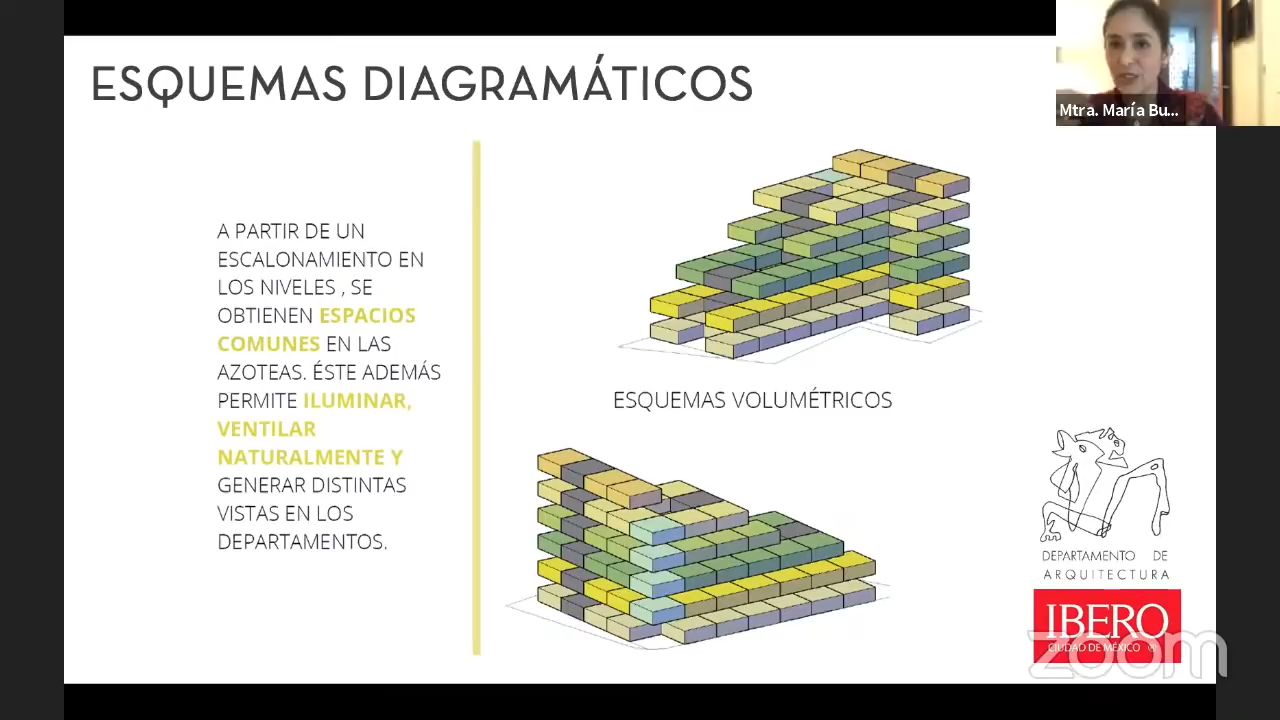 ESQUEMAS DIAGRAMÁTICOS
Mtra. María Bu...
A PARTIR DE UN
ESCALONAMIENTO EN
LOS NIVELES , SE
OBTIENEN ESPACIOS
COMUNES EN LAS
AZOTEAS. ÉSTE ADEMÁS
PERMITE ILUMINAR,
VENTILAR
NATURALMENTE Y
GENERAR DISTINTAS
VISTAS EN LOS
DEPARTAMENTOS.
ESQUEMAS VOLUMÉTRICOS
DEPARTAMENTO DE
ARQUITECTURA
IBERO
CIUDAD DE MÉXICO ®
zoom